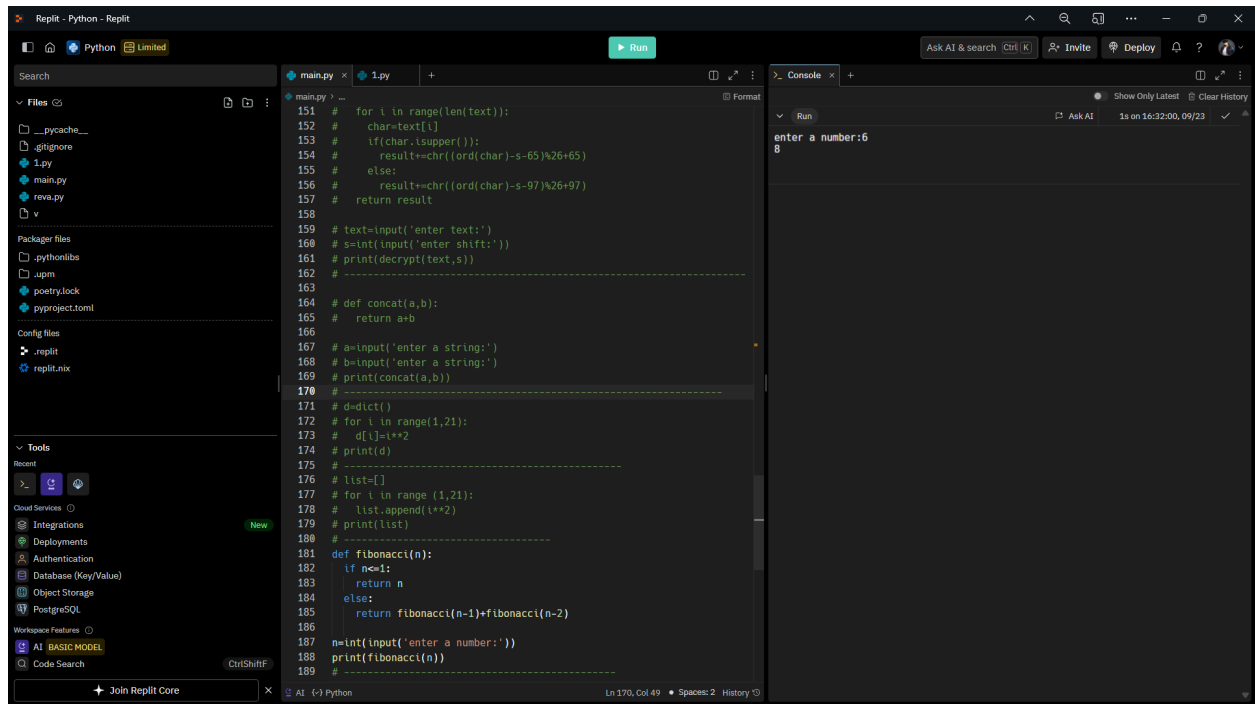 Replit - Python - Replit
Python Limited
Run
Ask AI & search Ctrl K
Invite
Deploy
?
Search
Files
__pycache__
.gitignore
1.py
main.py
reva.py
v
Packager files
.pythonlibs
.upm
poetry.lock
pyproject.toml
Config files
.replit
replit.nix
Tools
Recent
Cloud Services
Integrations New
Deployments
Authentication
Database (Key/Value)
Object Storage
PostgreSQL
Workspace Features
AI BASIC MODEL
Code Search CtrlShiftF
Join Replit Core ×
main.py × 1.py +
main.py > ... Format
151 #   for i in range(len(text)):
152 #     char=text[i]
153 #     if(char.isupper()):
154 #       result+=chr((ord(char)-s-65)%26+65)
155 #     else:
156 #       result+=chr((ord(char)-s-97)%26+97)
157 #   return result
158
159 # text=input('enter text:')
160 # s=int(input('enter shift:'))
161 # print(decrypt(text,s))
162 # --------------------------------------------------------------------
163
164 # def concat(a,b):
165 #   return a+b
166
167 # a=input('enter a string:')
168 # b=input('enter a string:')
169 # print(concat(a,b))
170 # ----------------------------------------------------------------
171 # d=dict()
172 # for i in range(1,21):
173 #   d[i]=i**2
174 # print(d)
175 # -----------------------------------------------
176 # list=[]
177 # for i in range (1,21):
178 #   list.append(i**2)
179 # print(list)
180 # -----------------------------------
181 def fibonacci(n):
182   if n<=1:
183     return n
184   else:
185     return fibonacci(n-1)+fibonacci(n-2)
186
187 n=int(input('enter a number:'))
188 print(fibonacci(n))
189 # ----------------------------------------------
AI {-} Python Ln 170, Col 49 • Spaces: 2 History
>_ Console × +
Show Only Latest Clear History
Run Ask AI 1s on 16:32:00, 09/23
enter a number:6
8